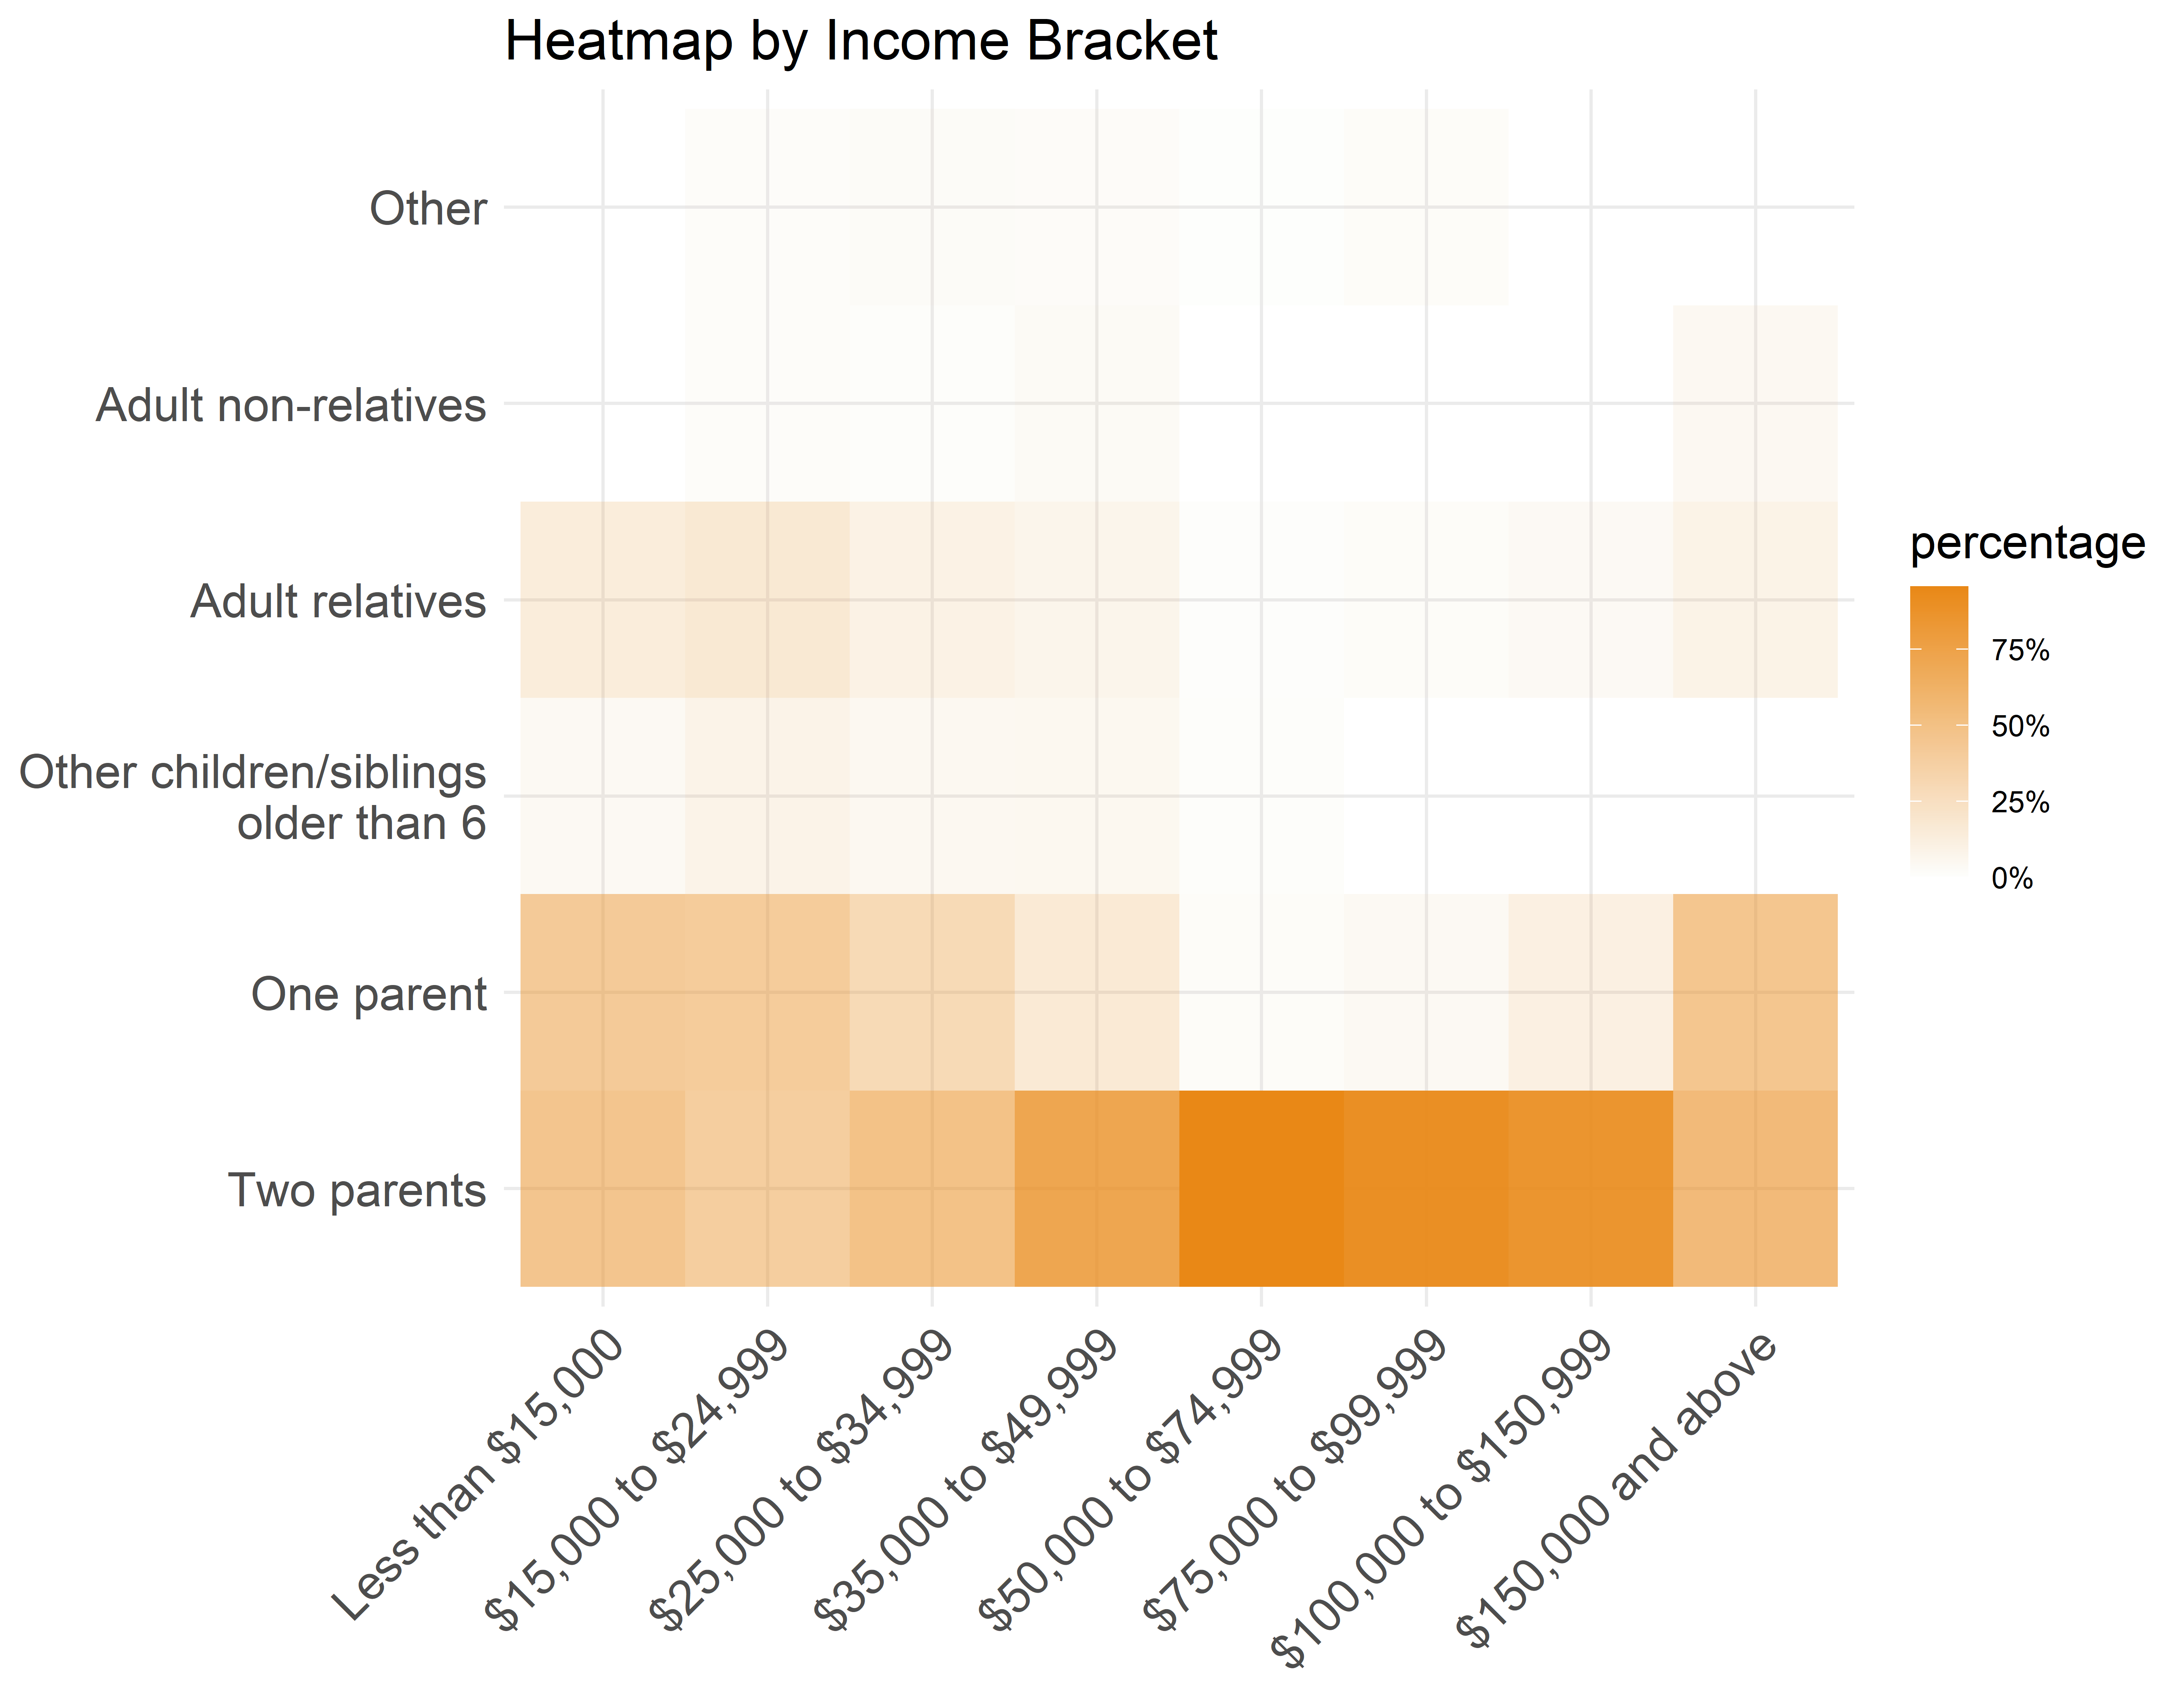 Heatmap by Income Bracket
Other
Adult non-relatives
Adult relatives
Other children/siblings
older than 6
One parent
Two parents
Less than $15,000
$15,000 to $24,999
$25,000 to $34,999
$35,000 to $49,999
$50,000 to $74,999
$75,000 to $99,999
$100,000 to $150,999
$150,000 and above
percentage
75%
50%
25%
0%